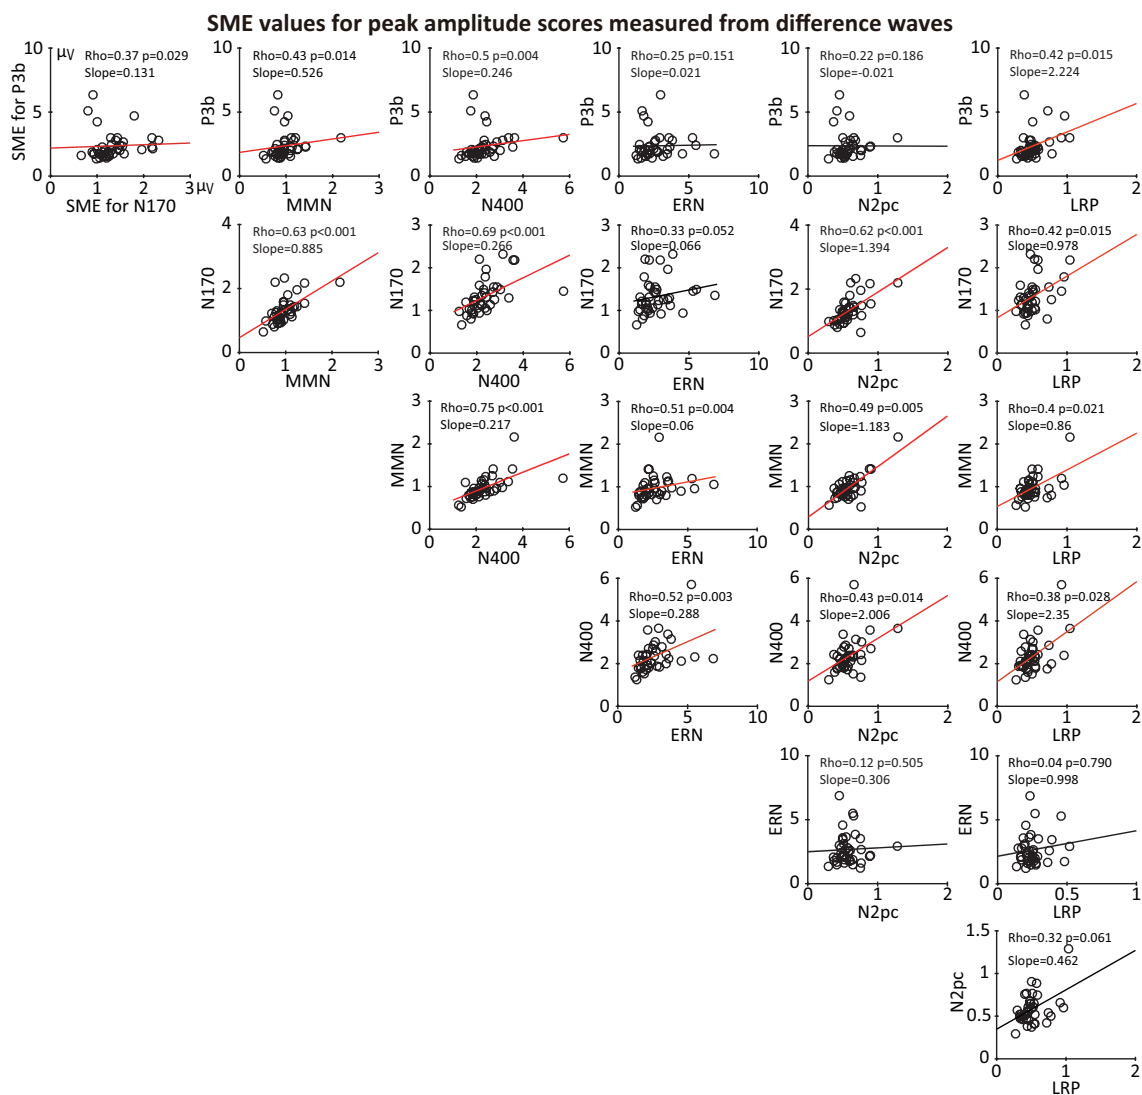 SME values for peak amplitude scores measured from difference waves
SME for P3b
10
5
0
μV
Rho=0.37 p=0.029
Slope=0.131
0 1 2 3 μV
SME for N170
P3b
10
5
0
Rho=0.43 p=0.014
Slope=0.526
0 1 2 3
MMN
P3b
10
5
0
Rho=0.5 p=0.004
Slope=0.246
0 2 4 6
N400
P3b
10
5
0
Rho=0.25 p=0.151
Slope=0.021
0 5 10
ERN
P3b
10
5
0
Rho=0.22 p=0.186
Slope=-0.021
0 1 2
N2pc
P3b
10
5
0
Rho=0.42 p=0.015
Slope=2.224
0 1 2
LRP
N170
4
2
0
Rho=0.63 p<0.001
Slope=0.885
0 1 2 3
MMN
N170
3
2
1
0
Rho=0.69 p<0.001
Slope=0.266
0 2 4 6
N400
N170
3
2
1
0
Rho=0.33 p=0.052
Slope=0.066
0 5 10
ERN
N170
4
2
0
Rho=0.62 p<0.001
Slope=1.394
0 1 2
N2pc
N170
3
2
1
0
Rho=0.42 p=0.015
Slope=0.978
0 1 2
LRP
MMN
3
2
1
0
Rho=0.75 p<0.001
Slope=0.217
0 2 4 6
N400
MMN
3
2
1
0
Rho=0.51 p=0.004
Slope=0.06
0 5 10
ERN
MMN
3
2
1
0
Rho=0.49 p=0.005
Slope=1.183
0 1 2
N2pc
MMN
3
2
1
0
Rho=0.4 p=0.021
Slope=0.86
0 1 2
LRP
N400
6
4
2
0
Rho=0.52 p=0.003
Slope=0.288
0 5 10
ERN
N400
6
4
2
0
Rho=0.43 p=0.014
Slope=2.006
0 1 2
N2pc
N400
6
4
2
0
Rho=0.38 p=0.028
Slope=2.35
0 1 2
LRP
ERN
10
5
0
Rho=0.12 p=0.505
Slope=0.306
0 1 2
N2pc
ERN
10
5
0
Rho=0.04 p=0.790
Slope=0.998
0 0.5 1
LRP
N2pc
1.5
1
0.5
0
Rho=0.32 p=0.061
Slope=0.462
0 1 2
LRP